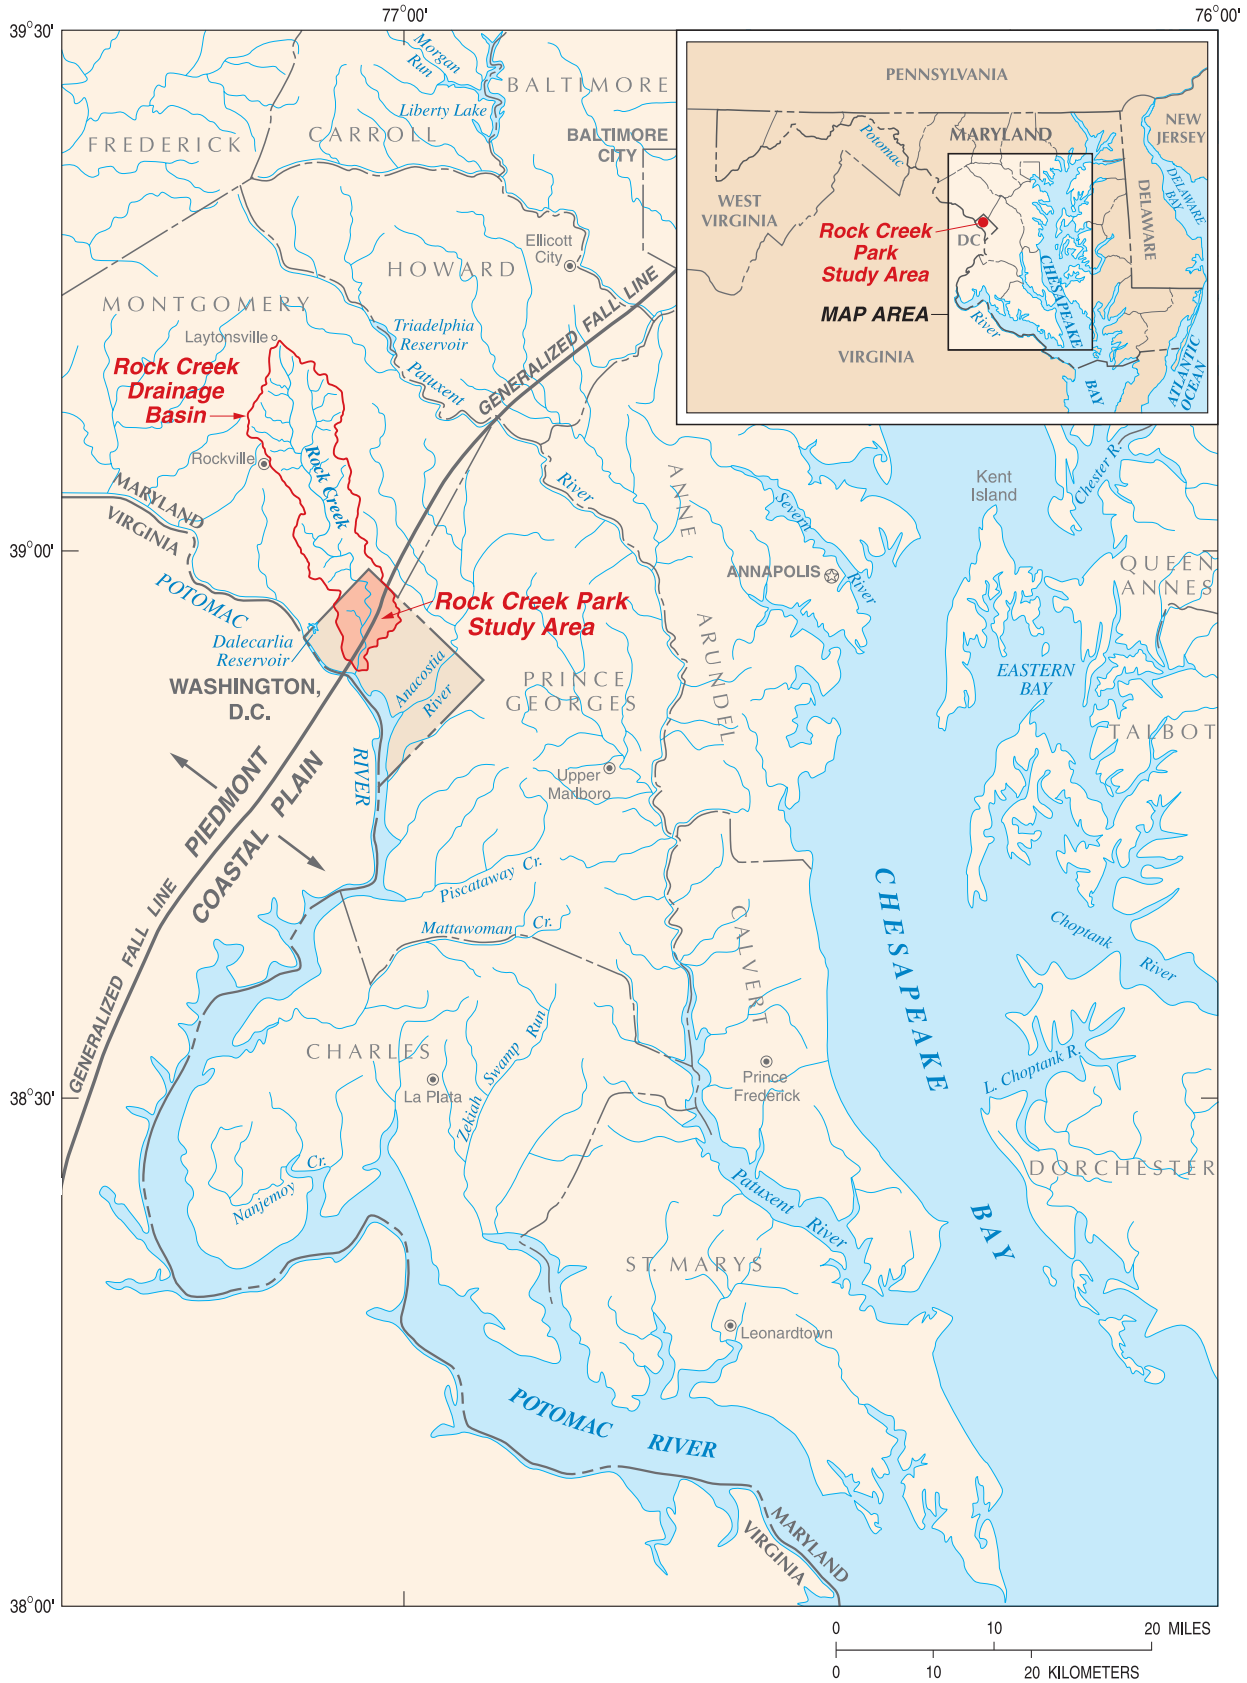 77°00'
76°00'
39°30'
Morgan
Run
BALTIMORE
Liberty Lake
CARROLL
FREDERICK
BALTIMORE
CITY
PENNSYLVANIA
MARYLAND
NEW
JERSEY
Potomac
WEST
VIRGINIA
DELAWARE
BAY
DELAWARE
Rock Creek
Park
Study Area
DC
CHESAPEAKE
BAY
MAP AREA
River
VIRGINIA
ATLANTIC
OCEAN
Ellicott
City
HOWARD
MONTGOMERY
Laytonsville
Triadelphia
Reservoir
Patuxent
River
GENERALIZED FALL LINE
Rock Creek
Drainage
Basin
Rockville
Rock Creek
MARYLAND
VIRGINIA
Kent
Island
Chester R.
ANNE
ARUNDEL
Severn
River
39°00'
ANNAPOLIS
QUEEN
ANNES
POTOMAC
RIVER
Rock Creek Park
Study Area
Dalecarlia
Reservoir
WASHINGTON,
D.C.
Anacostia
River
PRINCE
GEORGES
EASTERN
BAY
TALBOT
PIEDMONT
COASTAL PLAIN
Upper
Marlboro
GENERALIZED FALL LINE
Piscataway Cr.
Mattawoman Cr.
CHESAPEAKE
BAY
CALVERT
Choptank
River
CHARLES
La Plata
Zekiah Swamp Run
Prince
Frederick
L. Choptank R.
38°30'
DORCHESTER
Nanjemoy Cr.
Patuxent River
ST. MARYS
Leonardtown
POTOMAC RIVER
MARYLAND
VIRGINIA
38°00'
0 10 20 MILES
0 10 20 KILOMETERS